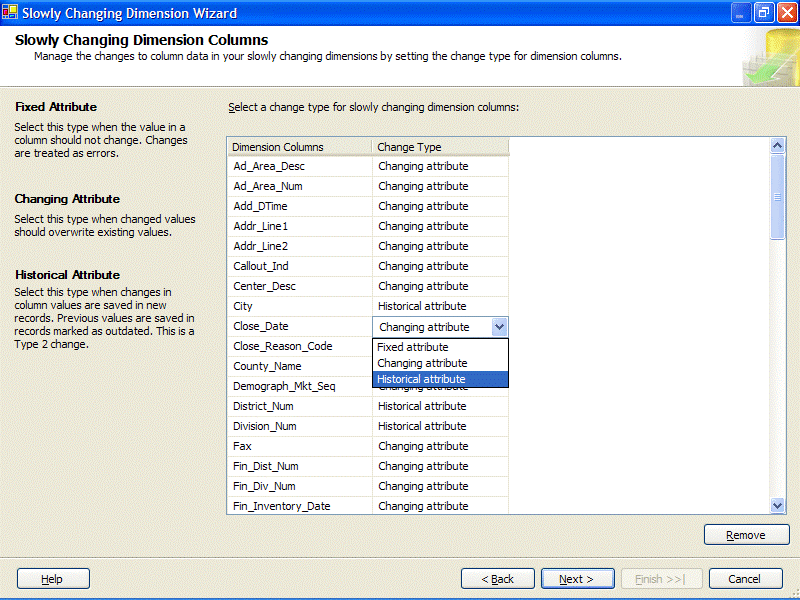 Slowly Changing Dimension Wizard
Slowly Changing Dimension Columns
Manage the changes to column data in your slowly changing dimensions by setting the change type for dimension columns.
Fixed Attribute
Select this type when the value in a
column should not change. Changes
are treated as errors.
Changing Attribute
Select this type when changed values
should overwrite existing values.
Historical Attribute
Select this type when changes in
column values are saved in new
records. Previous values are saved in
records marked as outdated. This is a
Type 2 change.
Select a change type for slowly changing dimension columns:
Dimension Columns Change Type
Ad_Area_Desc Changing attribute
Ad_Area_Num Changing attribute
Add_DTime Changing attribute
Addr_Line1 Changing attribute
Addr_Line2 Changing attribute
Callout_Ind Changing attribute
Center_Desc Changing attribute
City Historical attribute
Close_Date Changing attribute
Close_Reason_Code Fixed attribute
County_Name Changing attribute
Historical attribute
Demograph_Mkt_Seq Changing attribute
District_Num Historical attribute
Division_Num Historical attribute
Fax Changing attribute
Fin_Dist_Num Changing attribute
Fin_Div_Num Changing attribute
Fin_Inventory_Date Changing attribute
Remove
Help < Back Next > Finish >>| Cancel